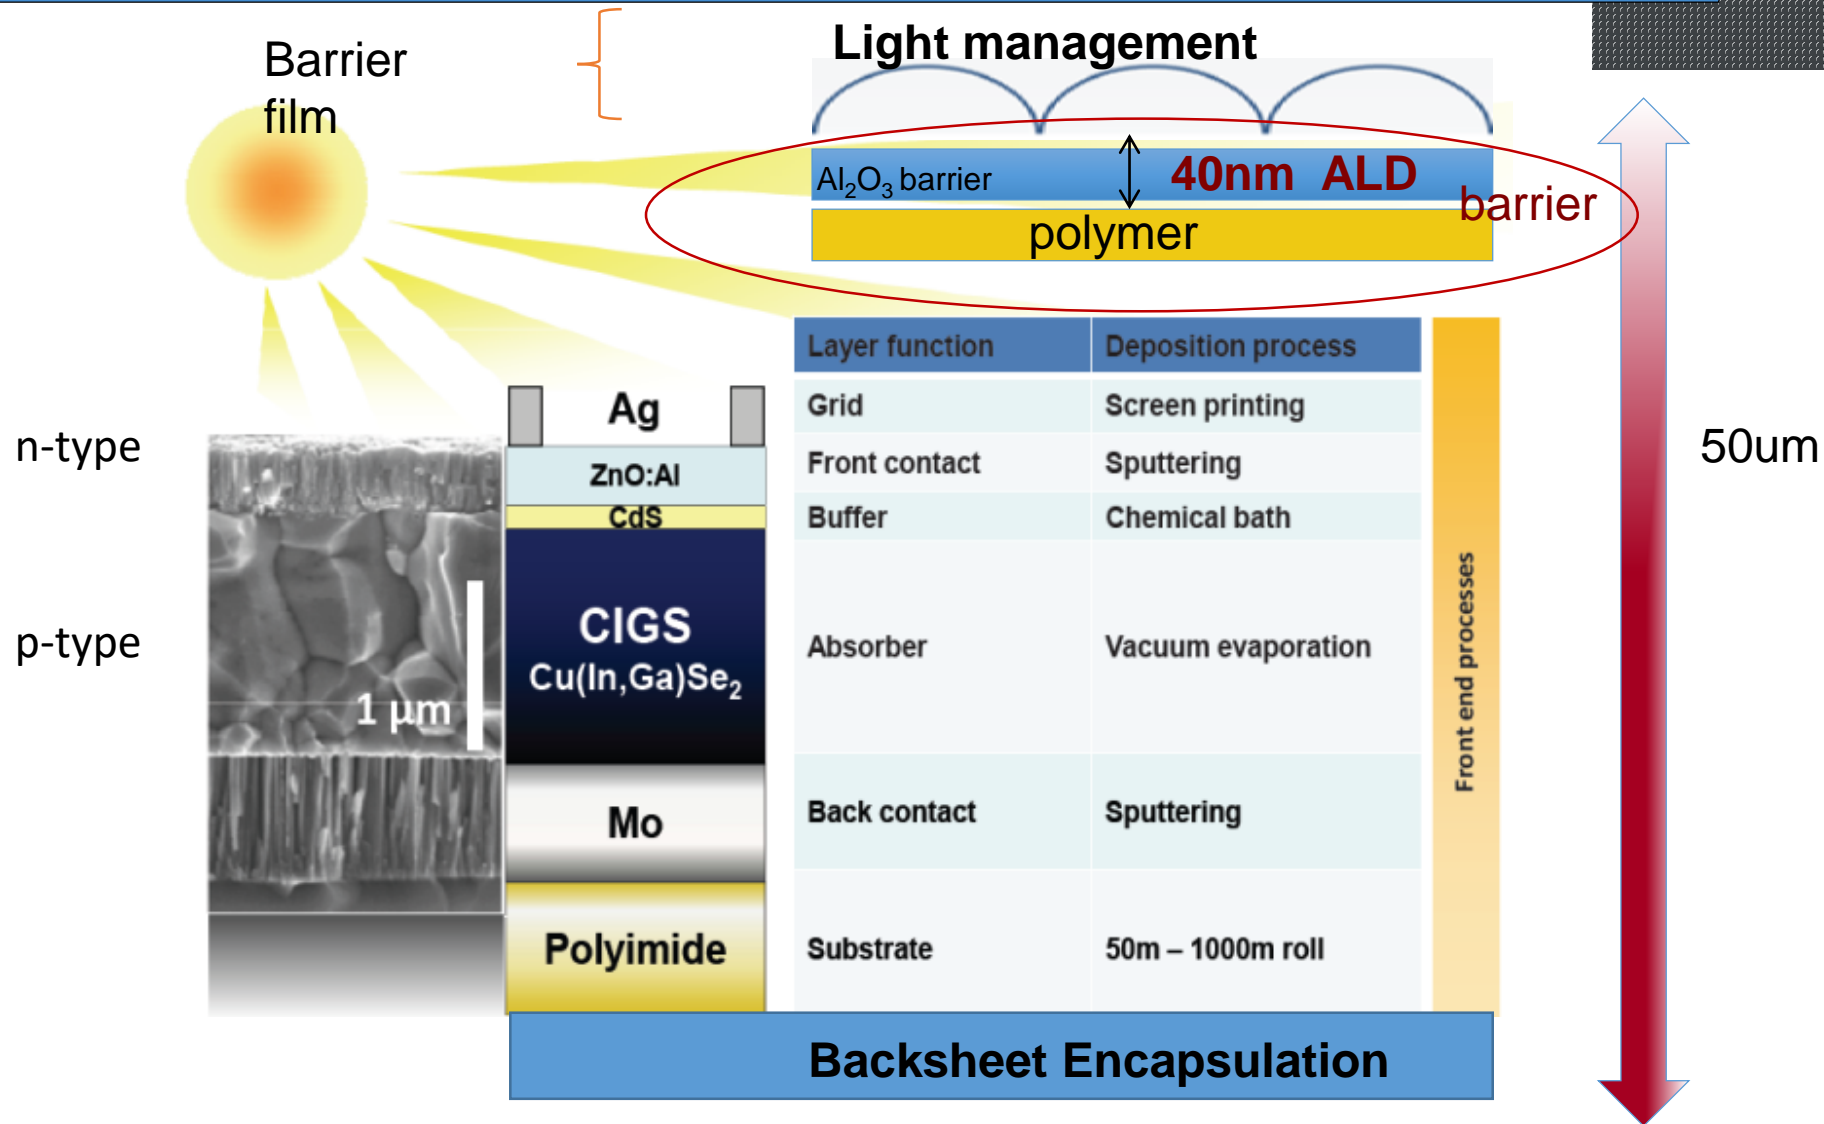 Barrier
film
Light management
Al₂O₃ barrier
40nm ALD
barrier
polymer
Layer function
Deposition process
Ag
Grid
Screen printing
n-type
ZnO:Al
Front contact
Sputtering
50um
CdS
Buffer
Chemical bath
p-type
CIGS
Cu(In,Ga)Se₂
1 µm
Absorber
Vacuum evaporation
Front end processes
Mo
Back contact
Sputtering
Polyimide
Substrate
50m – 1000m roll
Backsheet Encapsulation